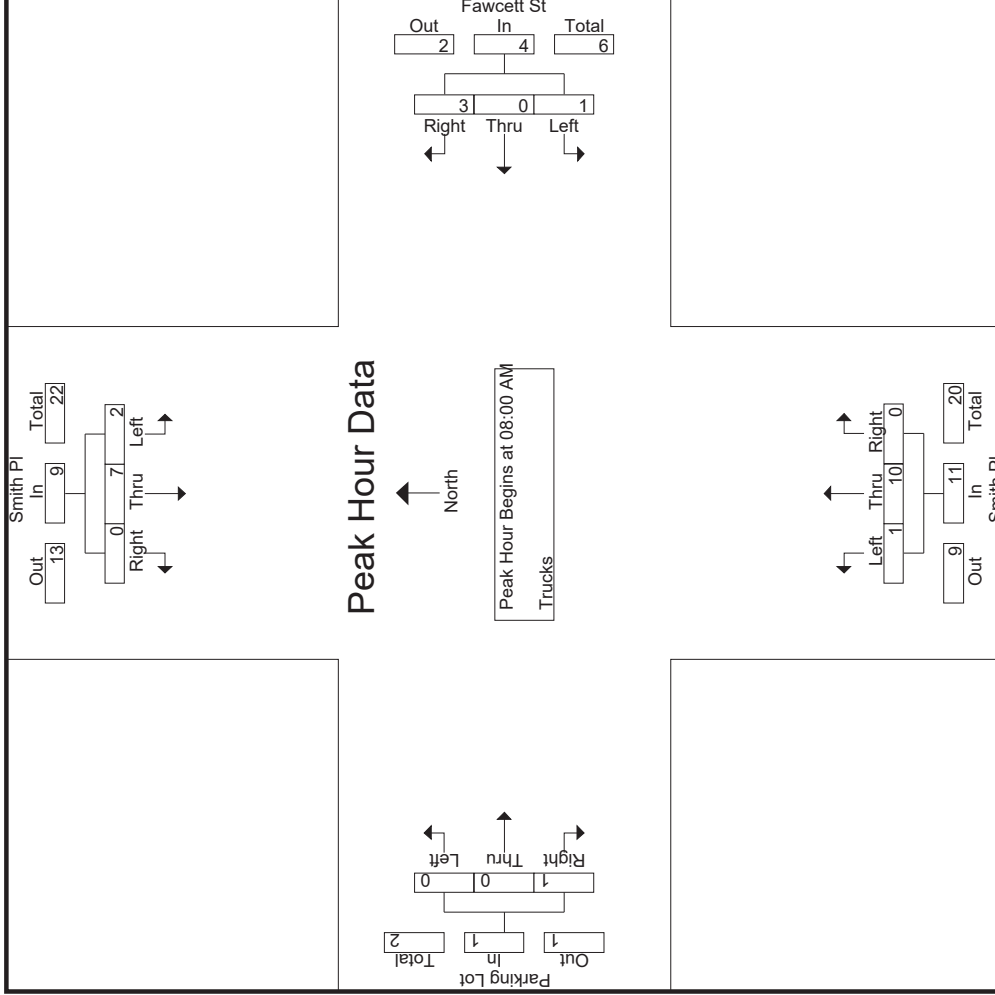 Fawcett St
Out In Total
2 4 6
3 0 1
Right Thru Left
Smith Pl
Out In Total
13 9 22
0 7 2
Right Thru Left
Peak Hour Data
North
Peak Hour Begins at 08:00 AM
Trucks
Left Thru Right
1 10 0
9 11 20
Out In Total
Smith Pl
Left Thru Right
0 0 1
2 1 1
Total In Out
Parking Lot